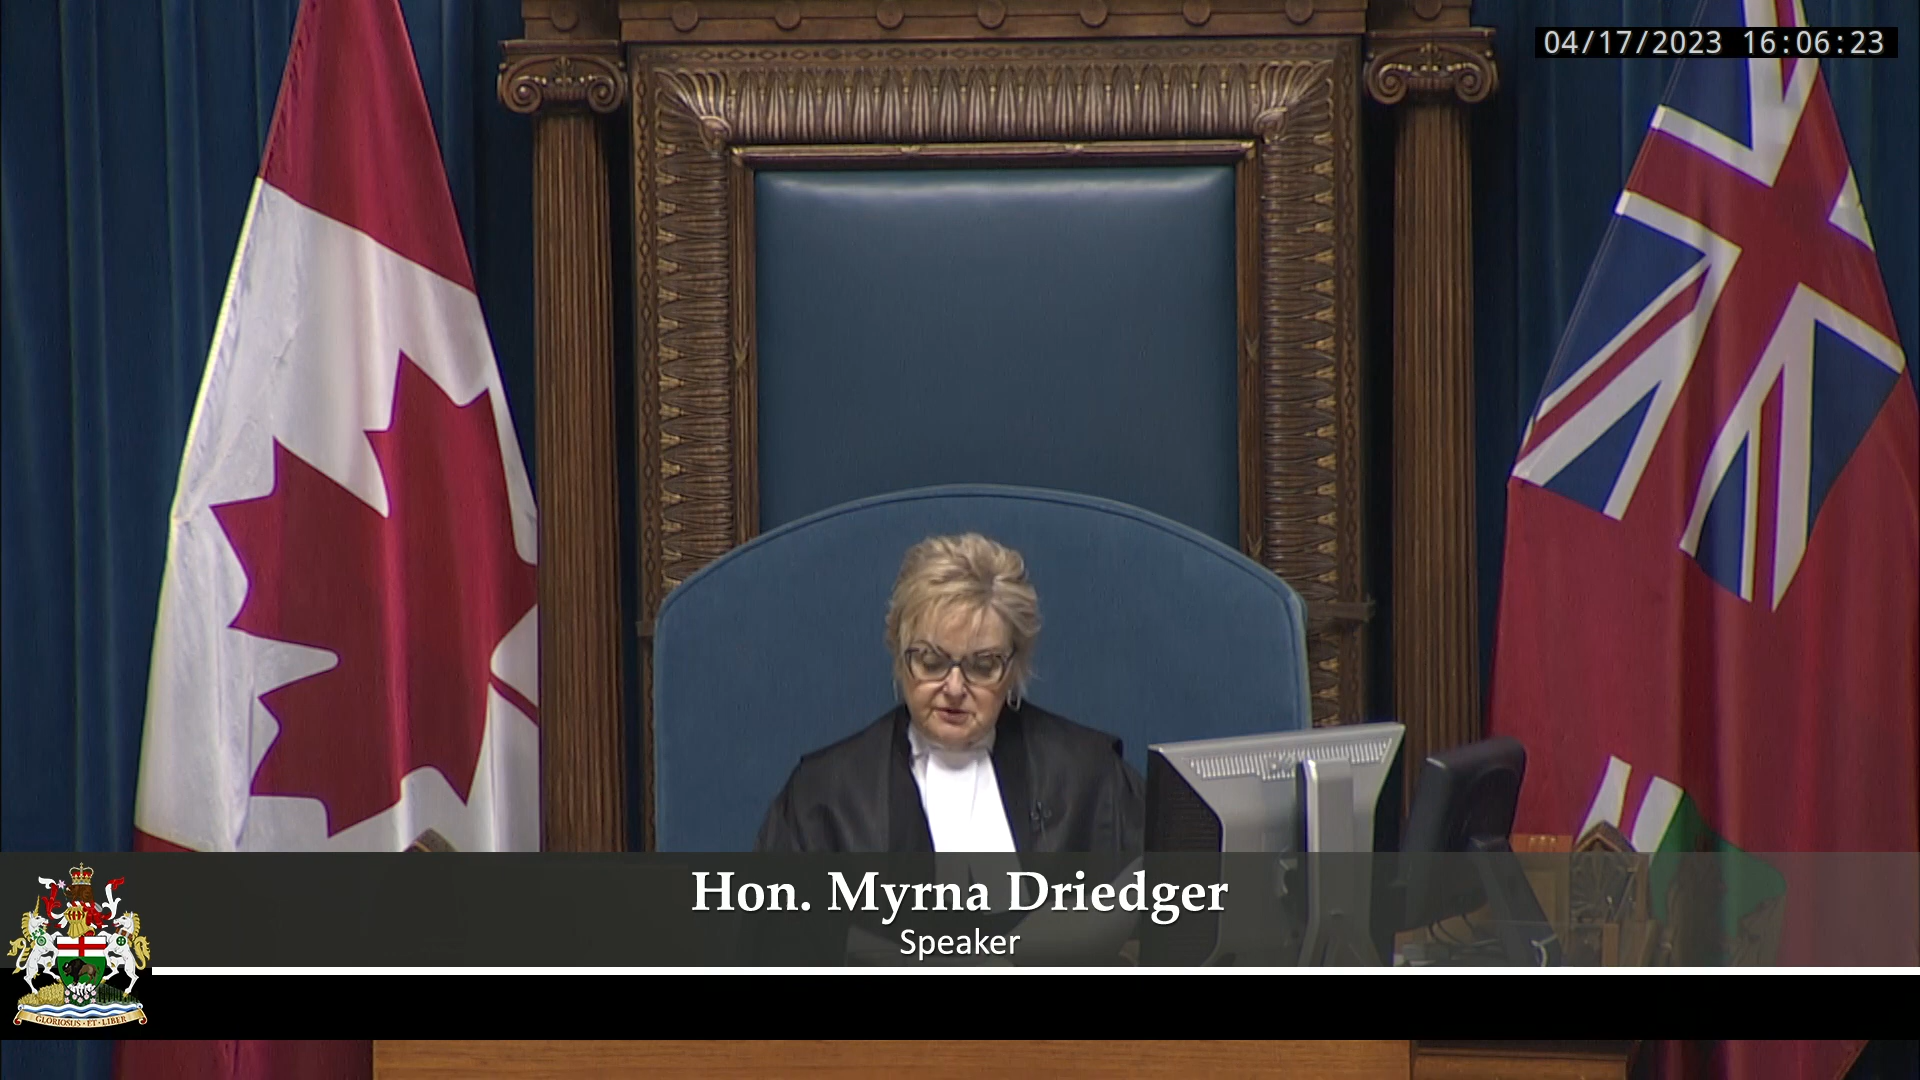 04/17/2023 16:06:23
Hon. Myrna Driedger
Speaker
GLORIOSUS · ET · LIBER